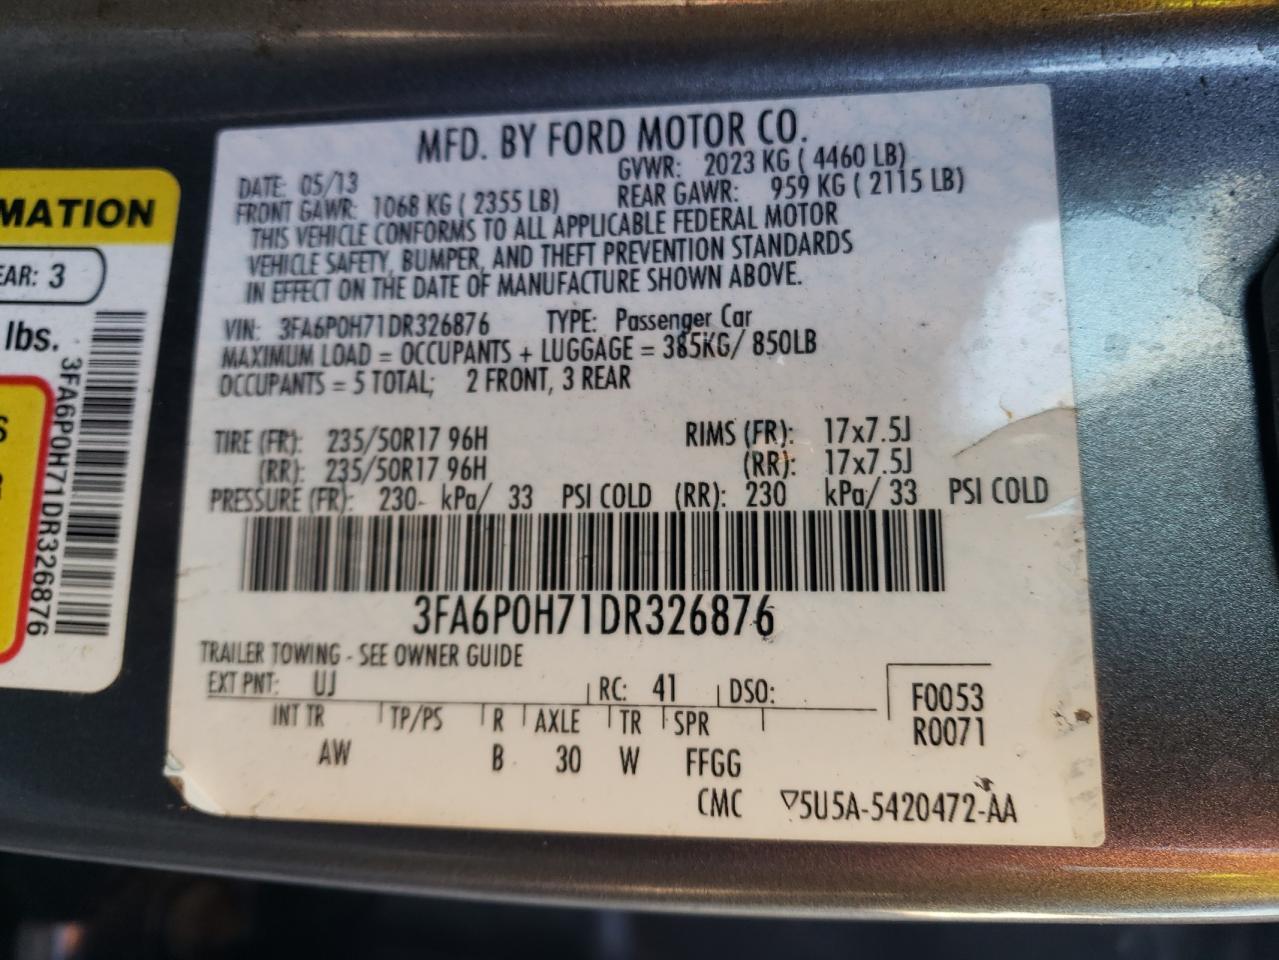 MATION
EAR: 3
lbs.
3FA6P0H71DR326876
S
MFD. BY FORD MOTOR CO.
DATE: 05/13 GVWR: 2023 KG ( 4460 LB)
FRONT GAWR: 1068 KG ( 2355 LB) REAR GAWR: 959 KG ( 2115 LB)
THIS VEHICLE CONFORMS TO ALL APPLICABLE FEDERAL MOTOR
VEHICLE SAFETY, BUMPER, AND THEFT PREVENTION STANDARDS
IN EFFECT ON THE DATE OF MANUFACTURE SHOWN ABOVE.
VIN: 3FA6P0H71DR326876 TYPE: Passenger Car
MAXIMUM LOAD = OCCUPANTS + LUGGAGE = 385KG/ 850LB
OCCUPANTS = 5 TOTAL; 2 FRONT, 3 REAR
TIRE (FR): 235/50R17 96H RIMS (FR): 17x7.5J
(RR): 235/50R17 96H (RR): 17x7.5J
PRESSURE (FR): 230 kPa/ 33 PSI COLD (RR): 230 kPa/ 33 PSI COLD
3FA6P0H71DR326876
TRAILER TOWING - SEE OWNER GUIDE
EXT PNT: UJ RC: 41 DSO: F0053
INT TR TP/PS R AXLE TR SPR R0071
AW B 30 W FFGG
CMC ▽5U5A-5420472-AA